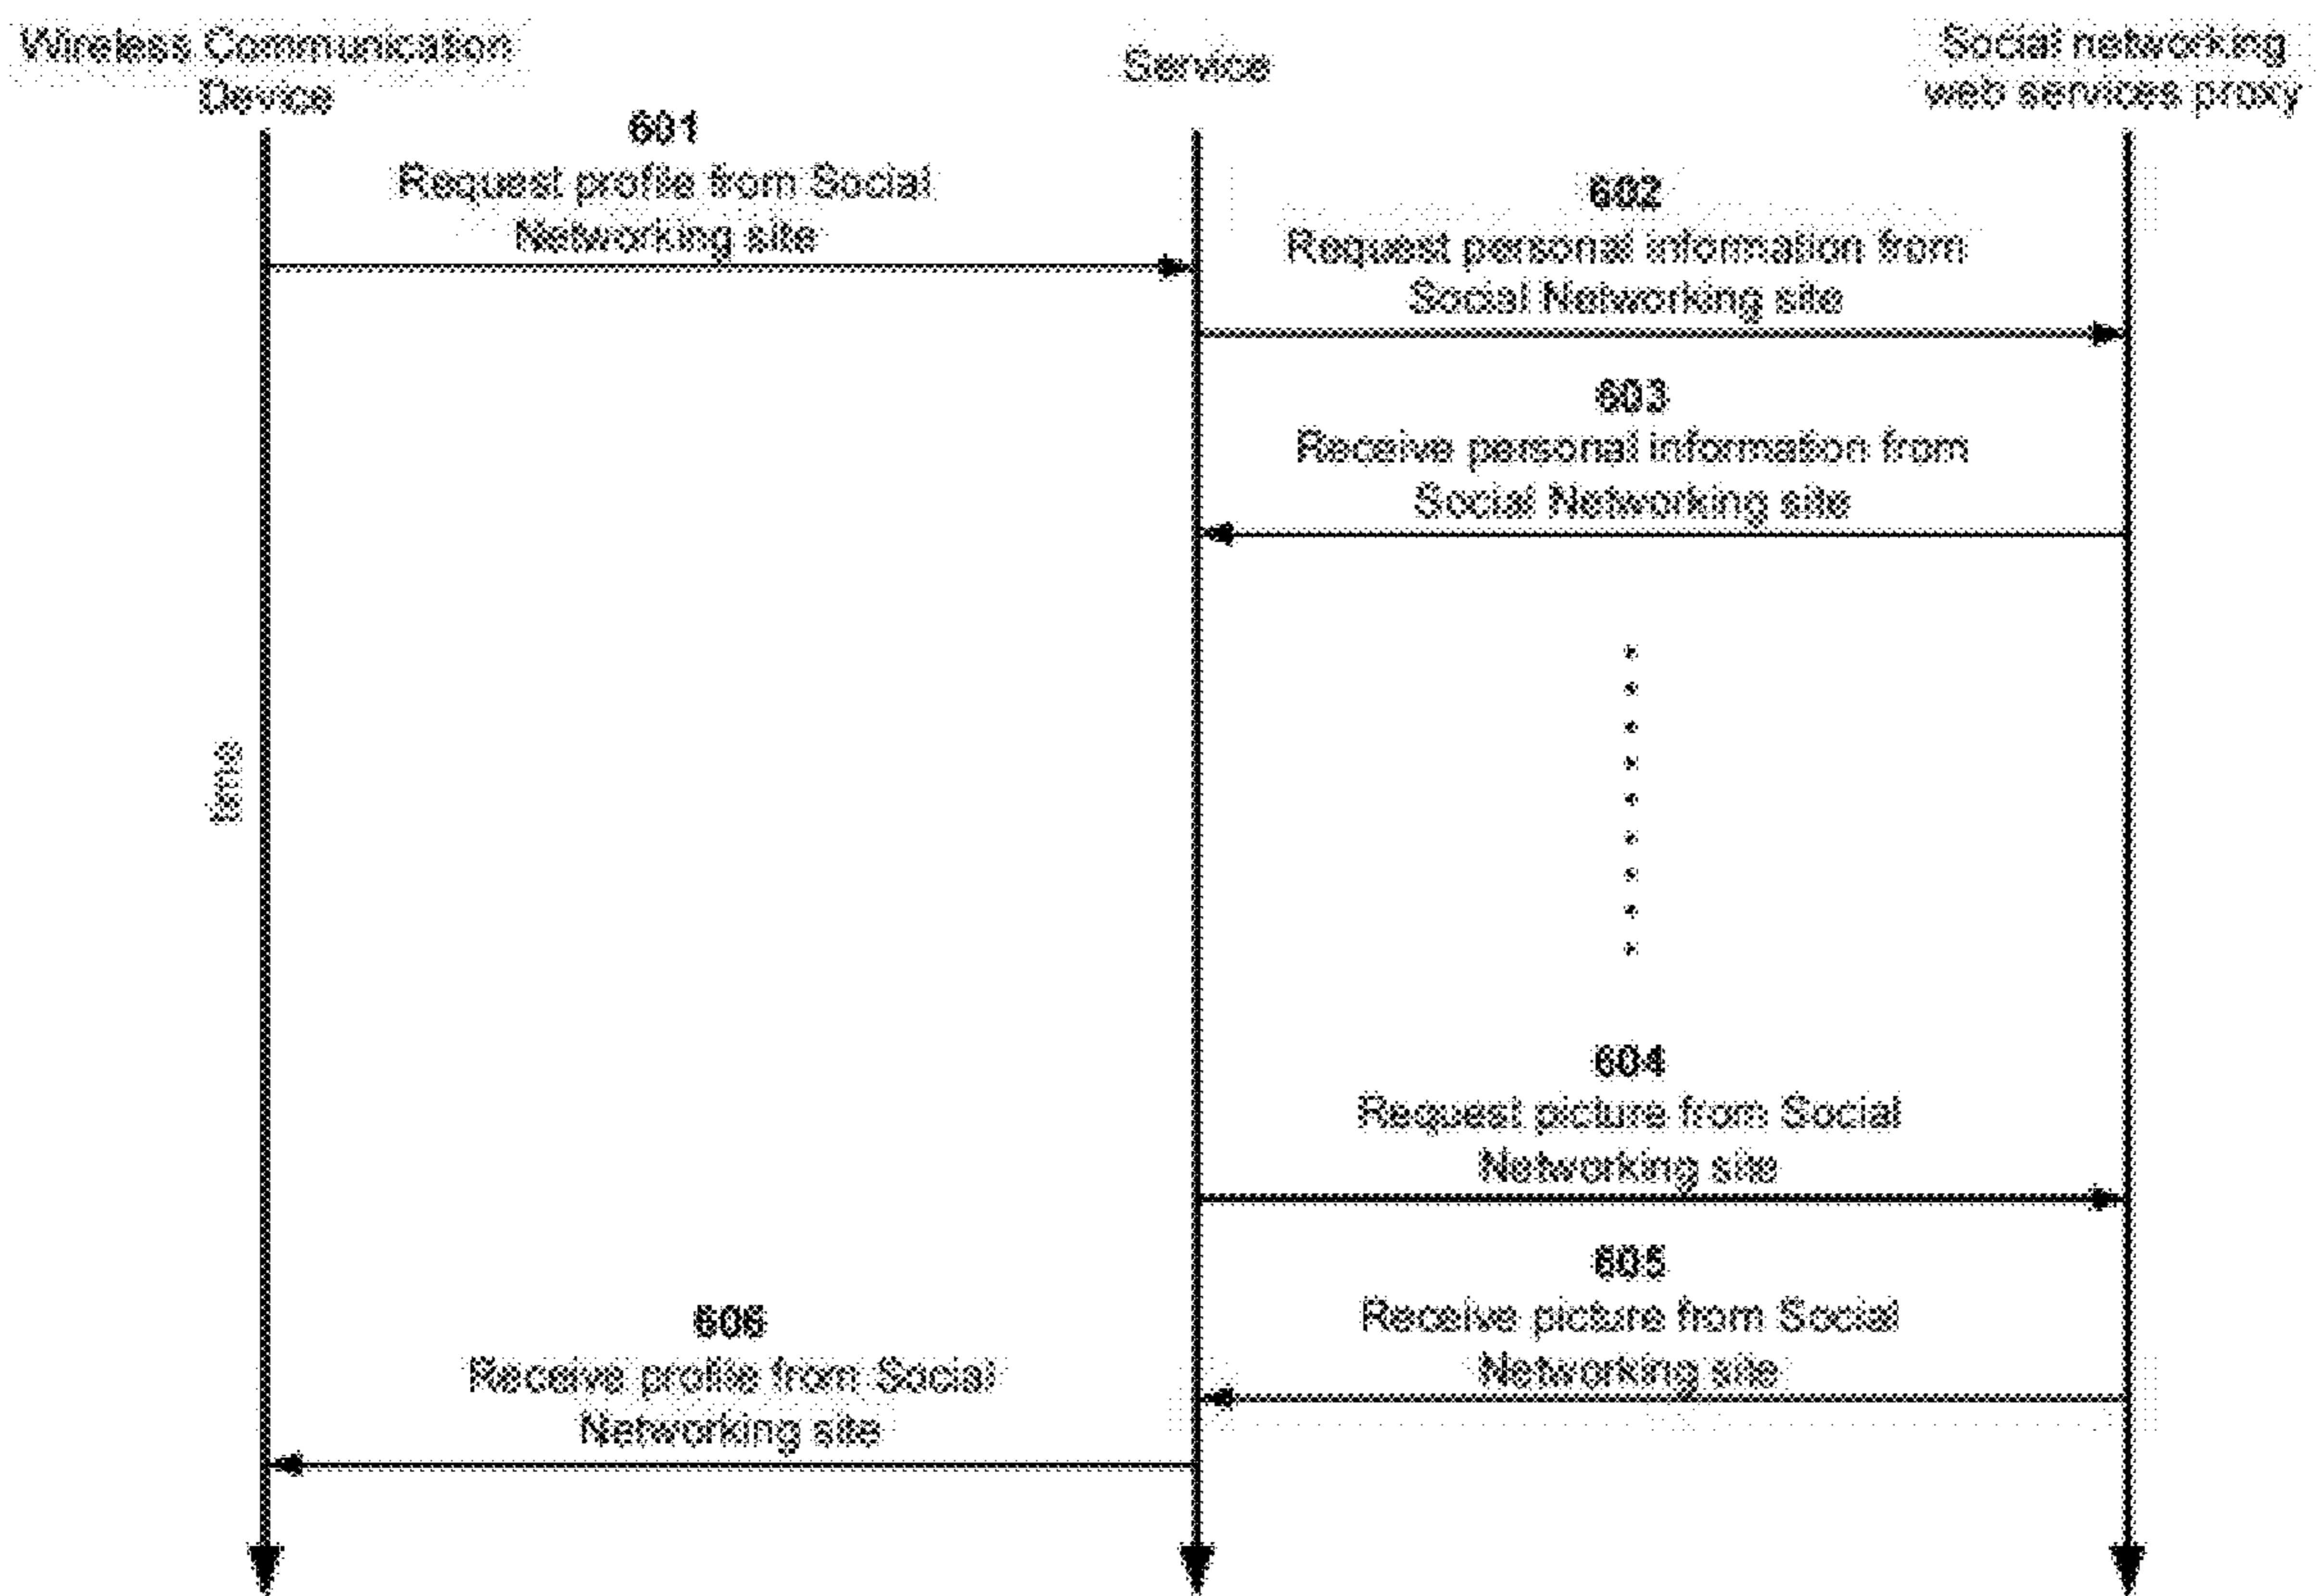 Wireless Communication
Device
Service
Social networking
web services proxy
601
Request profile from Social
Networking site
602
Request personal information from
Social Networking site
603
Receive personal information from
Social Networking site
time
604
Request picture from Social
Networking site
605
Receive picture from Social
Networking site
606
Receive profile from Social
Networking site